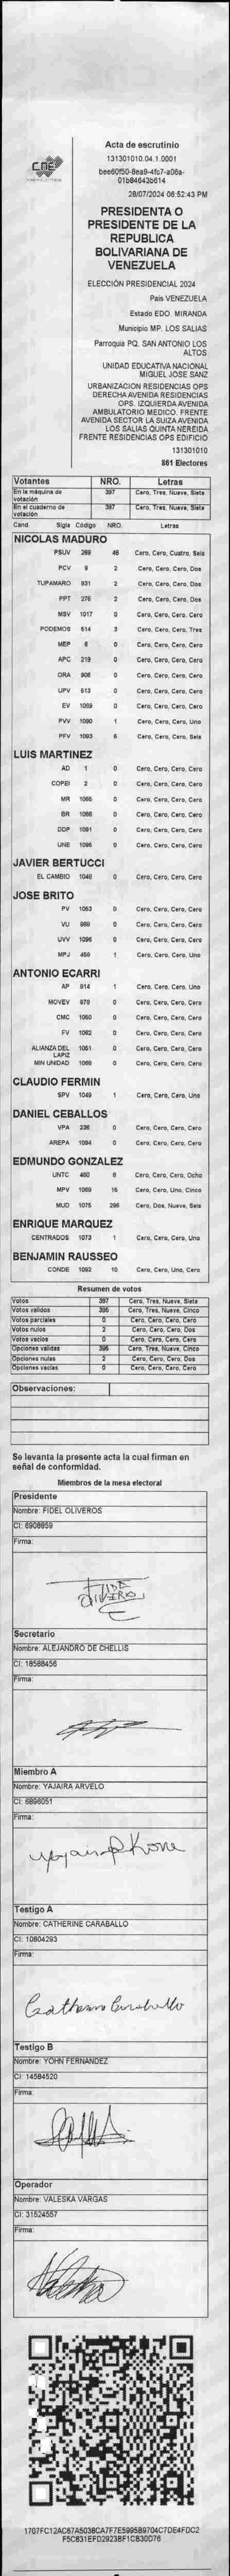 CNE
Acta de escrutinio
131301010.04.1.0001
bee60f50-8ea9-4fc7-a06a-
01b84643b614
28/07/2024 06:52:43 PM
PRESIDENTA O
PRESIDENTE DE LA
REPUBLICA
BOLIVARIANA DE
VENEZUELA
ELECCIÓN PRESIDENCIAL 2024
País VENEZUELA
Estado EDO. MIRANDA
Municipio MP. LOS SALIAS
Parroquia PQ. SAN ANTONIO LOS
ALTOS
UNIDAD EDUCATIVA NACIONAL
MIGUEL JOSE SANZ
URBANIZACION RESIDENCIAS OPS
DERECHA AVENIDA RESIDENCIAS
OPS. IZQUIERDA AVENIDA
AMBULATORIO MEDICO. FRENTE
AVENIDA SECTOR LA SUIZA AVENIDA
LOS SALIAS QUINTA NEREIDA
FRENTE RESIDENCIAS OPS EDIFICIO
131301010
861 Electores
Votantes NRO. Letras
En la máquina de votación 397 Cero, Tres, Nueve, Siete
En el cuaderno de votación 397 Cero, Tres, Nueve, Siete
Cand. Sigla Código NRO. Letras
NICOLAS MADURO
PSUV 269 46 Cero, Cero, Cuatro, Seis
PCV 9 2 Cero, Cero, Cero, Dos
TUPAMARO 931 2 Cero, Cero, Cero, Dos
PPT 276 2 Cero, Cero, Cero, Dos
MSV 1017 0 Cero, Cero, Cero, Cero
PODEMOS 614 3 Cero, Cero, Cero, Tres
MEP 6 0 Cero, Cero, Cero, Cero
APC 219 0 Cero, Cero, Cero, Cero
ORA 906 0 Cero, Cero, Cero, Cero
UPV 613 0 Cero, Cero, Cero, Cero
EV 1069 0 Cero, Cero, Cero, Cero
PVV 1090 1 Cero, Cero, Cero, Uno
PFV 1093 6 Cero, Cero, Cero, Seis
LUIS MARTINEZ
AD 1 0 Cero, Cero, Cero, Cero
COPEI 2 0 Cero, Cero, Cero, Cero
MR 0 Cero, Cero, Cero, Cero
BR 0 Cero, Cero, Cero, Cero
DDP 1091 0 Cero, Cero, Cero, Cero
UNE 0 Cero, Cero, Cero, Cero
JAVIER BERTUCCI
EL CAMBIO 1048 0 Cero, Cero, Cero, Cero
JOSE BRITO
PV 1053 0 Cero, Cero, Cero, Cero
VU 0 Cero, Cero, Cero, Cero
UVV 0 Cero, Cero, Cero, Cero
MPJ 1 Cero, Cero, Cero, Uno
ANTONIO ECARRI
AP 814 1 Cero, Cero, Cero, Uno
MOVEV 979 0 Cero, Cero, Cero, Cero
CMC 1050 0 Cero, Cero, Cero, Cero
FV 1062 0 Cero, Cero, Cero, Cero
ALIANZA DEL LAPIZ 1051 0 Cero, Cero, Cero, Cero
MIN UNIDAD 0 Cero, Cero, Cero, Cero
CLAUDIO FERMIN
SPV 1049 1 Cero, Cero, Cero, Uno
DANIEL CEBALLOS
VPA 236 0 Cero, Cero, Cero, Cero
AREPA 1094 0 Cero, Cero, Cero, Cero
EDMUNDO GONZALEZ
UNTC 8 Cero, Cero, Cero, Ocho
MPV 15 Cero, Cero, Uno, Cinco
MUD 1075 296 Cero, Dos, Nueve, Seis
ENRIQUE MARQUEZ
CENTRADOS 1073 1 Cero, Cero, Cero, Uno
BENJAMIN RAUSSEO
CONDE 1092 10 Cero, Cero, Uno, Cero
Resumen de votos
Votos 397 Cero, Tres, Nueve, Siete
Votos validos 395 Cero, Tres, Nueve, Cinco
Votos parciales 0 Cero, Cero, Cero, Cero
Votos nulos 2 Cero, Cero, Cero, Dos
Votos vacios 0 Cero, Cero, Cero, Cero
Opciones validas 395 Cero, Tres, Nueve, Cinco
Opciones nulas 2 Cero, Cero, Cero, Dos
Opciones vacias 0 Cero, Cero, Cero, Cero
Observaciones:
Se levanta la presente acta la cual firman en
señal de conformidad.
Miembros de la mesa electoral
Presidente
Nombre: FIDEL OLIVEROS
CI: 6908859
Firma:
Secretario
Nombre: ALEJANDRO DE CHELLIS
CI: 18588456
Firma:
Miembro A
Nombre: YAJAIRA ARVELO
CI: 6896051
Firma:
Testigo A
Nombre: CATHERINE CARABALLO
CI: 10804293
Firma:
Catherine Caraballo
Testigo B
Nombre: YOHN FERNANDEZ
CI: 14584520
Firma:
Operador
Nombre: VALESKA VARGAS
CI: 31524557
Firma:
1707FC12AC67A5038CA7F7E5995B9704C7DE4FDC2
F5C831EFD29238F1C830D76